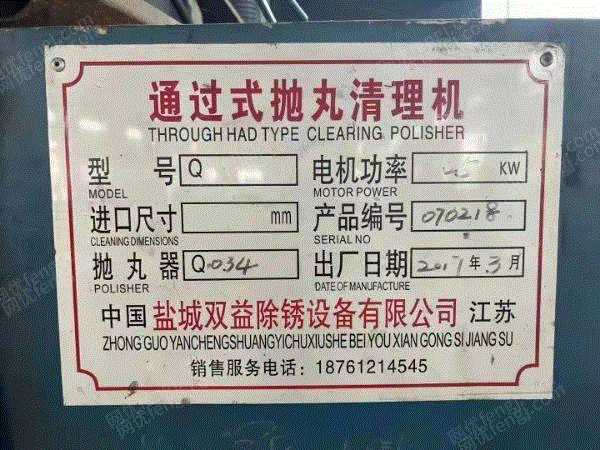 通过式抛丸清理机
THROUGH HAD TYPE CLEARING POLISHER
型 号 Q 电机功率 KW
MODEL MOTOR POWER
进口尺寸 mm 产品编号 070218
CLEANING DIMENSIONS SERIAL NO
抛丸器 Q034 出厂日期 2017年3月
POLISHER DATE OF MANUFACTURE
中国 盐城双益除锈设备有限公司 江苏
ZHONG GUO YANCHENGSHUANGYICHUXIUSHE BEI YOU XIAN GONG SI JIANG SU
销售服务电话：18761214545